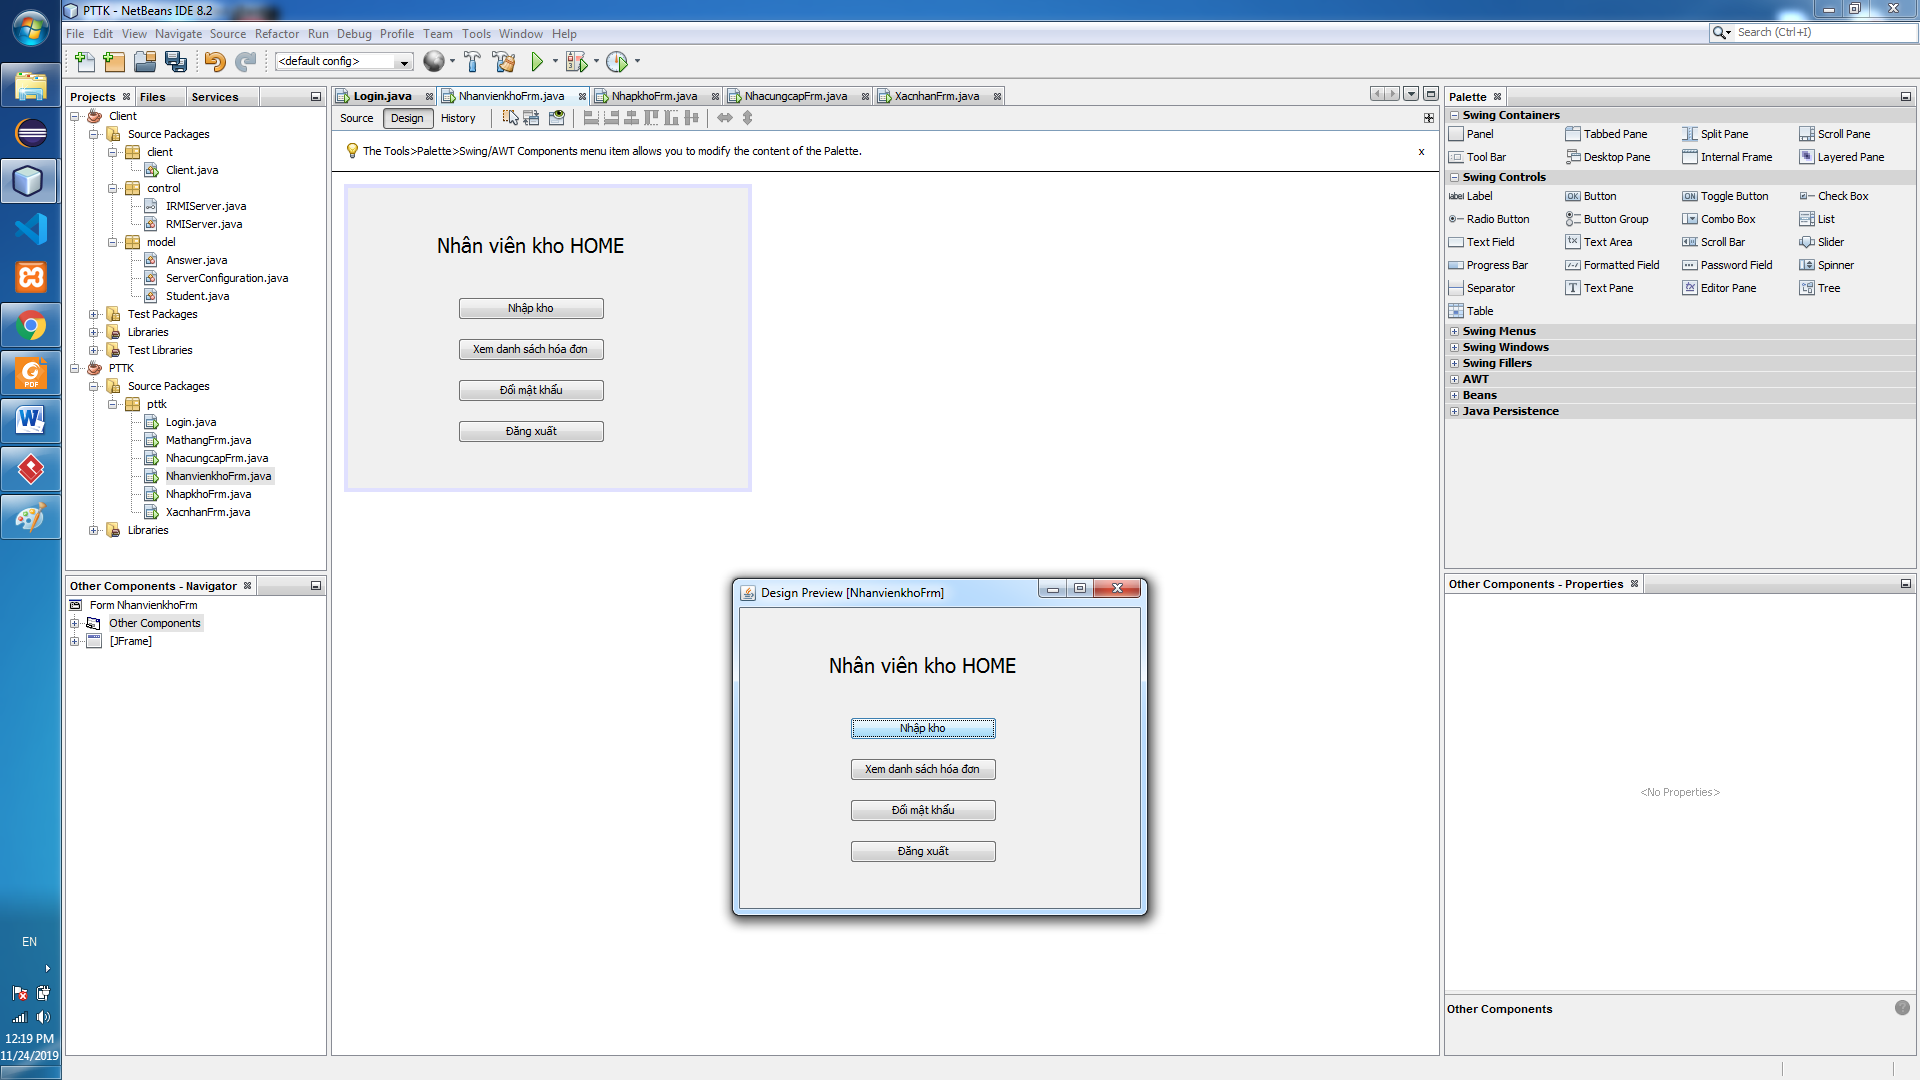 PTTK - NetBeans IDE 8.2
File Edit View Navigate Source Refactor Run Debug Profile Team Tools Window Help
Search (Ctrl+I)
<default config>
Projects Files Services
Client
Source Packages
client
Client.java
control
IRMIServer.java
RMIServer.java
model
Answer.java
ServerConfiguration.java
Student.java
Test Packages
Libraries
Test Libraries
PTTK
Source Packages
pttk
Login.java
MathangFrm.java
NhacungcapFrm.java
NhanvienkhoFrm.java
NhapkhoFrm.java
XacnhanFrm.java
Libraries
Other Components - Navigator
Form NhanvienkhoFrm
Other Components
[JFrame]
Login.java NhanvienkhoFrm.java NhapkhoFrm.java NhacungcapFrm.java XacnhanFrm.java
Source Design History
The Tools>Palette>Swing/AWT Components menu item allows you to modify the content of the Palette. x
Nhân viên kho HOME
Nhập kho
Xem danh sách hóa đơn
Đổi mật khẩu
Đăng xuất
Design Preview [NhanvienkhoFrm]
Nhân viên kho HOME
Nhập kho
Xem danh sách hóa đơn
Đổi mật khẩu
Đăng xuất
Palette
Swing Containers
Panel Tabbed Pane Split Pane Scroll Pane
Tool Bar Desktop Pane Internal Frame Layered Pane
Swing Controls
label Label OK Button ON Toggle Button Check Box
Radio Button Button Group Combo Box List
Text Field Text Area Scroll Bar Slider
Progress Bar Formatted Field Password Field Spinner
Separator Text Pane Editor Pane Tree
Table
Swing Menus
Swing Windows
Swing Fillers
AWT
Beans
Java Persistence
Other Components - Properties
<No Properties>
Other Components
PDF
EN
12:19 PM
11/24/2019